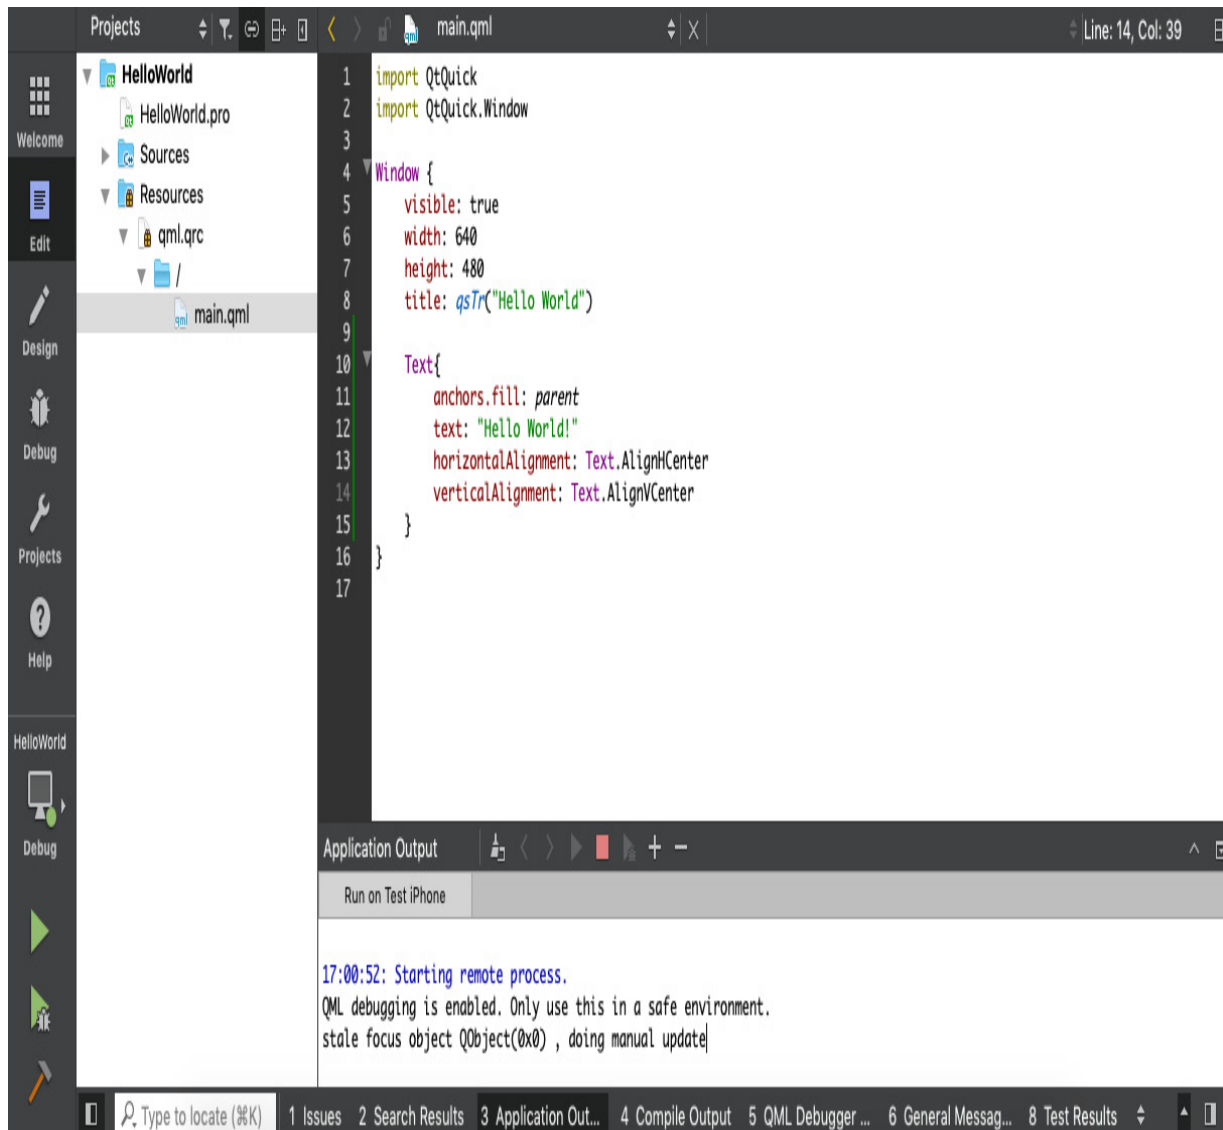 Projects
main.qml
Line: 14, Col: 39
Welcome
Edit
Design
Debug
Projects
Help
HelloWorld
Debug
HelloWorld
HelloWorld.pro
Sources
Resources
qml.qrc
/
main.qml
1 import QtQuick
2 import QtQuick.Window
3
4 Window {
5 visible: true
6 width: 640
7 height: 480
8 title: qsTr("Hello World")
9
10 Text{
11 anchors.fill: parent
12 text: "Hello World!"
13 horizontalAlignment: Text.AlignHCenter
14 verticalAlignment: Text.AlignVCenter
15 }
16 }
17
Application Output
Run on Test iPhone
17:00:52: Starting remote process.
QML debugging is enabled. Only use this in a safe environment.
stale focus object QObject(0x0) , doing manual update
Type to locate (⌘K) 1 Issues 2 Search Results 3 Application Out... 4 Compile Output 5 QML Debugger ... 6 General Messag... 8 Test Results